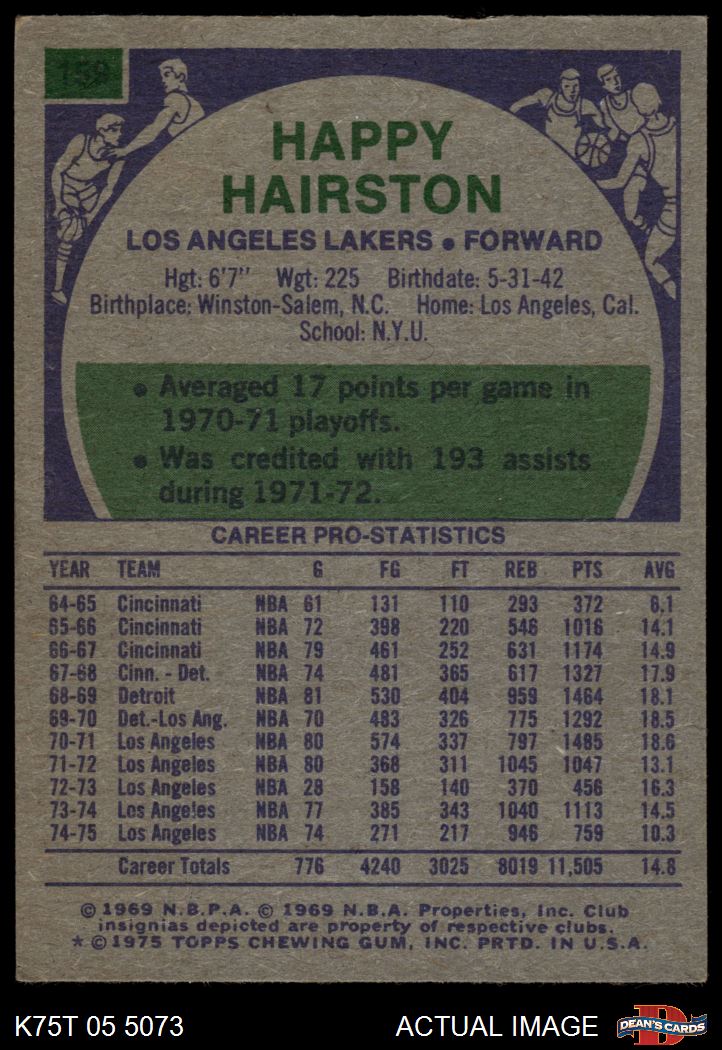 159
HAPPY
HAIRSTON
LOS ANGELES LAKERS • FORWARD
Hgt: 6'7" Wgt: 225 Birthdate: 5-31-42
Birthplace: Winston-Salem, N.C. Home: Los Angeles, Cal.
School: N.Y.U.
• Averaged 17 points per game in
1970-71 playoffs.
• Was credited with 193 assists
during 1971-72.
CAREER PRO-STATISTICS
YEAR TEAM G FG FT REB PTS AVG
64-65 Cincinnati NBA 61 131 110 293 372 6.1
65-66 Cincinnati NBA 72 398 220 546 1016 14.1
66-67 Cincinnati NBA 79 461 252 631 1174 14.9
67-68 Cinn. - Det. NBA 74 481 365 617 1327 17.9
68-69 Detroit NBA 81 530 404 959 1464 18.1
69-70 Det.-Los Ang. NBA 70 483 326 775 1292 18.5
70-71 Los Angeles NBA 80 574 337 797 1485 18.6
71-72 Los Angeles NBA 80 368 311 1045 1047 13.1
72-73 Los Angeles NBA 28 158 140 370 456 16.3
73-74 Los Angeles NBA 77 385 343 1040 1113 14.5
74-75 Los Angeles NBA 74 271 217 946 759 10.3
Career Totals 776 4240 3025 8019 11,505 14.8
© 1969 N.B.P.A. © 1969 N.B.A. Properties, Inc. Club
insignias depicted are property of respective clubs.
* © 1975 TOPPS CHEWING GUM, INC. PRTD. IN U.S.A.
K75T 05 5073 ACTUAL IMAGE DEAN'S CARDS